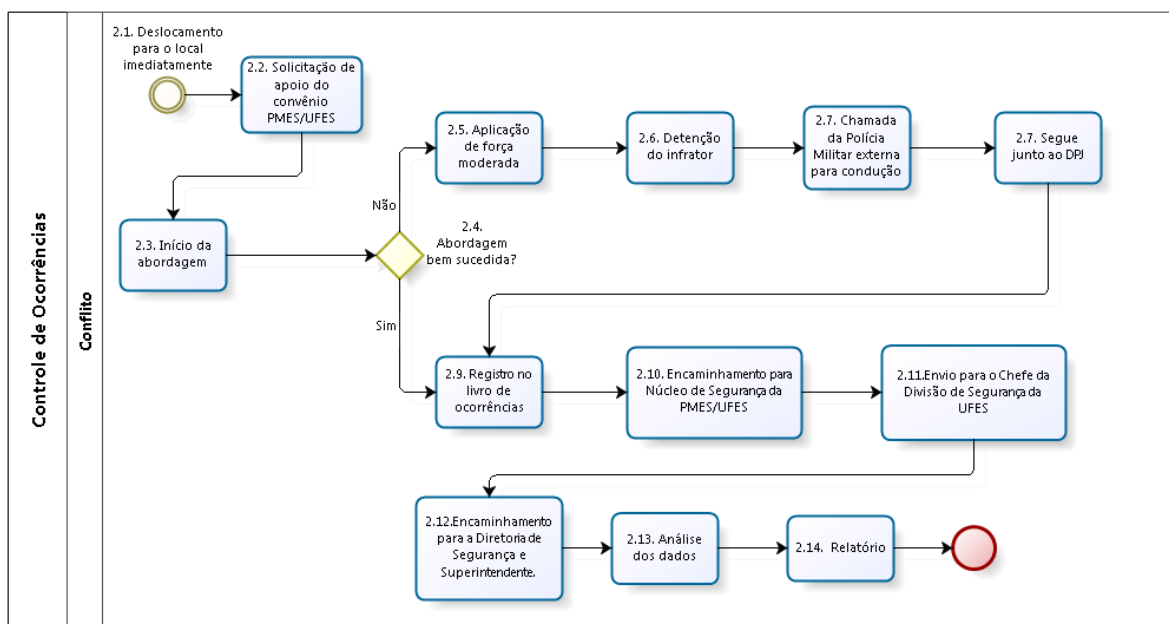 Controle de Ocorrências
Conflito
2.1. Deslocamento
para o local
imediatamente
2.2. Solicitação de
apoio do
convênio
PMES/UFES
2.3. Início da
abordagem
2.4.
Abordagem
bem sucedida?
Não
Sim
2.5. Aplicação
de força
moderada
2.6. Detenção
do infrator
2.7. Chamada
da Polícia
Militar externa
para condução
2.7. Segue
junto ao DPJ
2.9. Registro no
livro de
ocorrências
2.10. Encaminhamento para
Núcleo de Segurança da
PMES/UFES
2.11.Envio para o Chefe da
Divisão de Segurança da
UFES
2.12.Encaminhamento
para a Diretoria de
Segurança e
Superintendente.
2.13. Análise
dos dados
2.14. Relatório